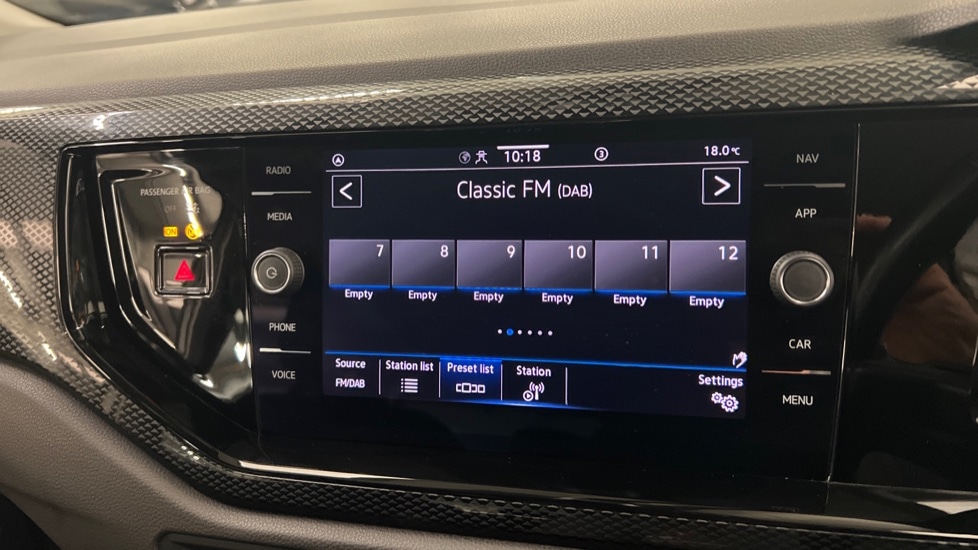 PASSENGER AIR BAG
OFF
ON
RADIO
MEDIA
PHONE
VOICE
10:18
3
18.0°C
Classic FM (DAB)
7 8 9 10 11 12
Empty Empty Empty Empty Empty Empty
Source Station list Preset list Station
FM/DAB
Settings
NAV
APP
CAR
MENU